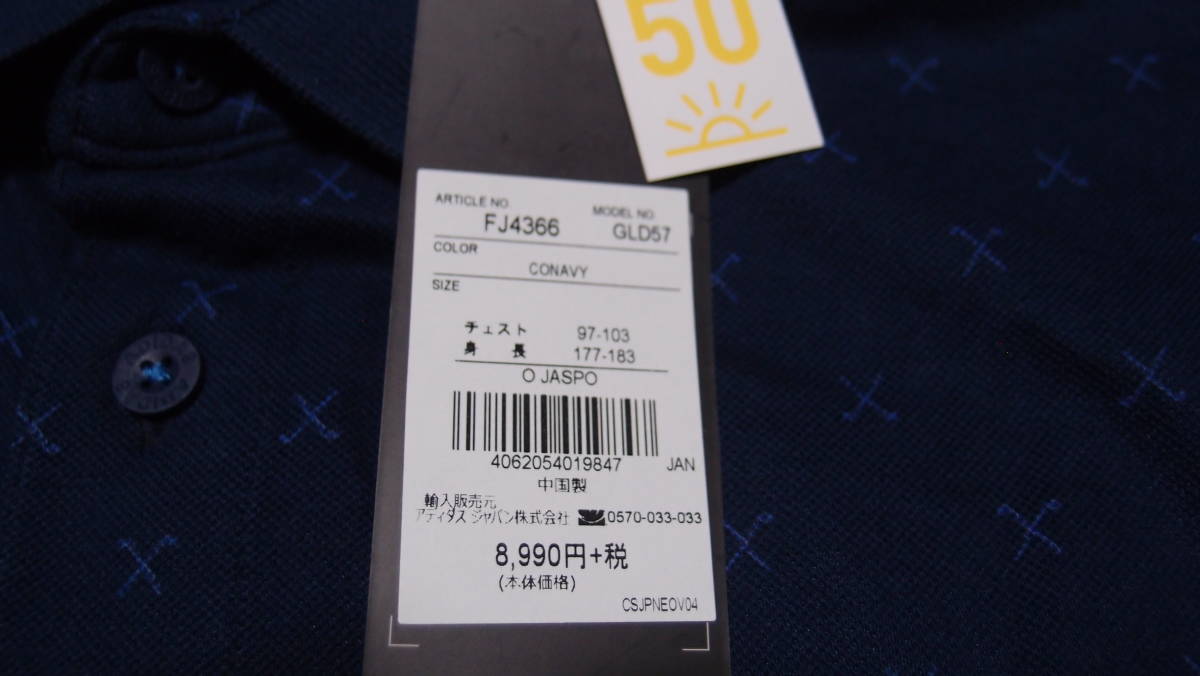 50
ARTICLE NO. MODEL NO.
FJ4366 GLD57
COLOR
CONAVY
SIZE
チェスト 97-103
身長 177-183
O JASPO
4062054019847 JAN
中国製
輸入販売元
アディダス ジャパン株式会社 0570-033-033
8,990円+税
(本体価格)
CSJPNEOV04